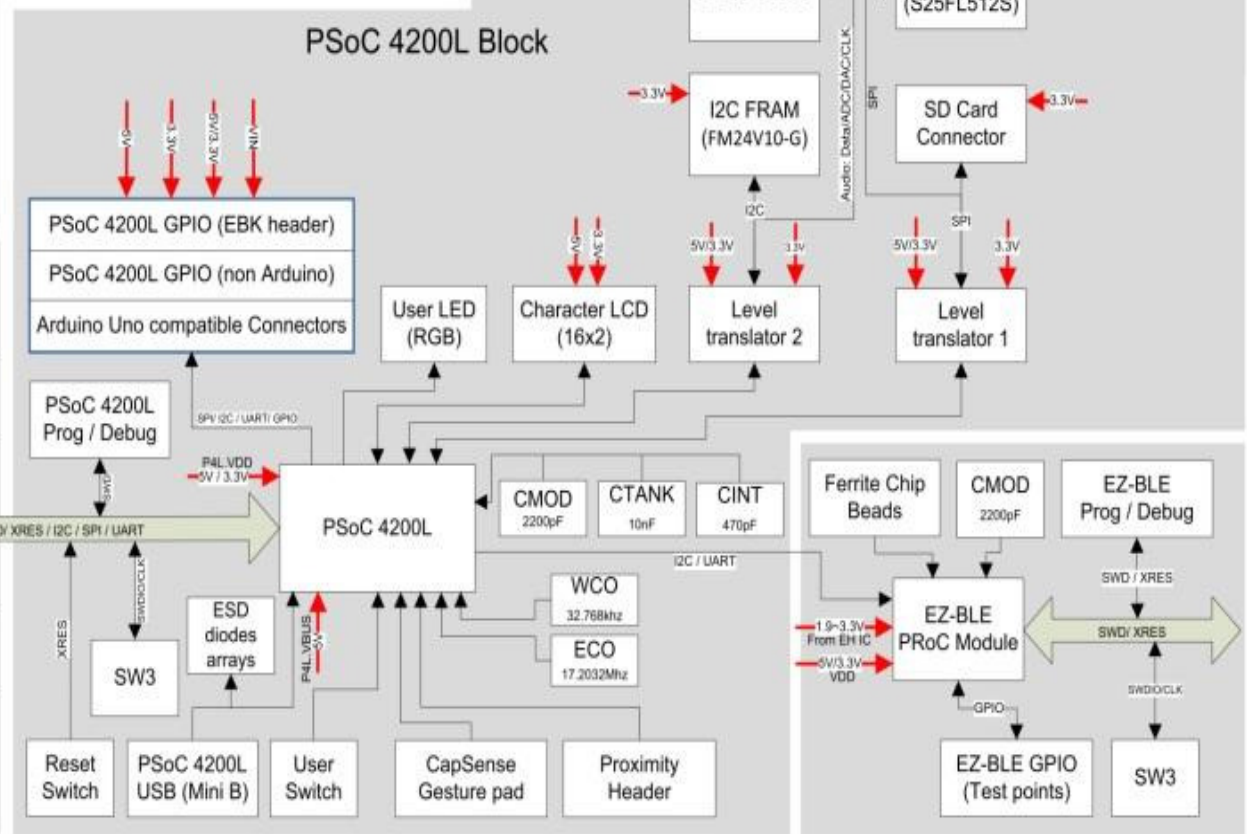 (S25FL512S)
PSoC 4200L Block
Audio: Data/ADC/DAC/CLK
SPI
3.3V
I2C FRAM
(FM24V10-G)
SD Card
Connector
3.3V
5V
3.3V
5V/3.3V
VIN
I2C
SPI
PSoC 4200L GPIO (EBK header)
PSoC 4200L GPIO (non Arduino)
Arduino Uno compatible Connectors
5V
3.3V
5V/3.3V
3.3V
5V/3.3V
3.3V
User LED
(RGB)
Character LCD
(16x2)
Level
translator 2
Level
translator 1
PSoC 4200L
Prog / Debug
SPI/ I2C / UART/ GPIO
P4L.VDD
5V / 3.3V
SWD
D/ XRES / I2C / SPI / UART
PSoC 4200L
CMOD
2200pF
CTANK
10nF
CINT
470pF
Ferrite Chip
Beads
CMOD
2200pF
EZ-BLE
Prog / Debug
I2C / UART
SWD / XRES
XRES
SWDIO/CLK
SW3
ESD
diodes
arrays
P4L.VBUS
5V
WCO
32.768khz
ECO
17.2032Mhz
1.9~3.3V
From EH IC
5V/3.3V
VDD
EZ-BLE
PRoC Module
SWD/ XRES
GPIO
SWDIO/CLK
Reset
Switch
PSoC 4200L
USB (Mini B)
User
Switch
CapSense
Gesture pad
Proximity
Header
EZ-BLE GPIO
(Test points)
SW3